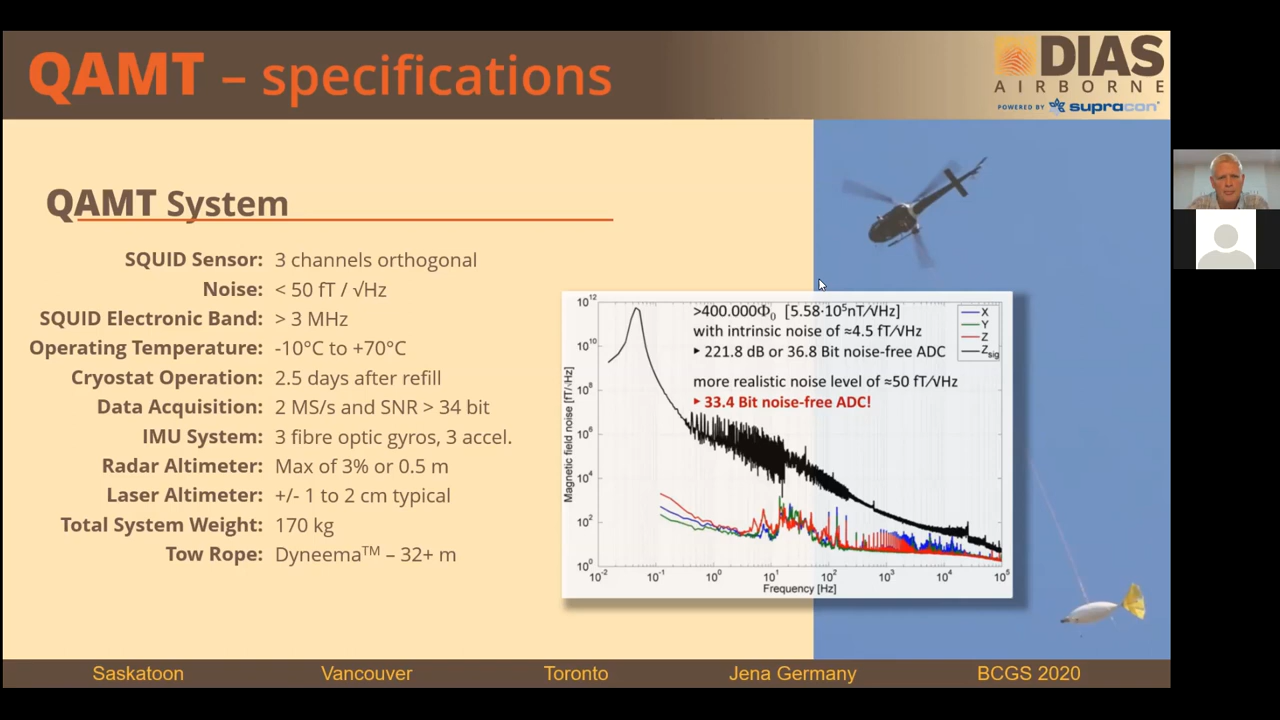 QAMT – specifications
DIAS
AIRBORNE
POWERED BY supracon
QAMT System
SQUID Sensor: 3 channels orthogonal
Noise: < 50 fT / √Hz
SQUID Electronic Band: > 3 MHz
Operating Temperature: -10°C to +70°C
Cryostat Operation: 2.5 days after refill
Data Acquisition: 2 MS/s and SNR > 34 bit
IMU System: 3 fibre optic gyros, 3 accel.
Radar Altimeter: Max of 3% or 0.5 m
Laser Altimeter: +/- 1 to 2 cm typical
Total System Weight: 170 kg
Tow Rope: Dyneema™ – 32+ m
>400.000Φ₀ [5.58·10⁵nT/√Hz]
with intrinsic noise of ≈4.5 fT/√Hz
▸ 221.8 dB or 36.8 Bit noise-free ADC
more realistic noise level of ≈50 fT/√Hz
▸ 33.4 Bit noise-free ADC!
X
Y
Z
Z_sig
Magnetic field noise [fT/√Hz]
10¹²
10¹⁰
10⁸
10⁶
10⁴
10²
10⁰
10⁻² 10⁻¹ 10⁰ 10¹ 10² 10³ 10⁴ 10⁵
Frequency [Hz]
Saskatoon Vancouver Toronto Jena Germany BCGS 2020